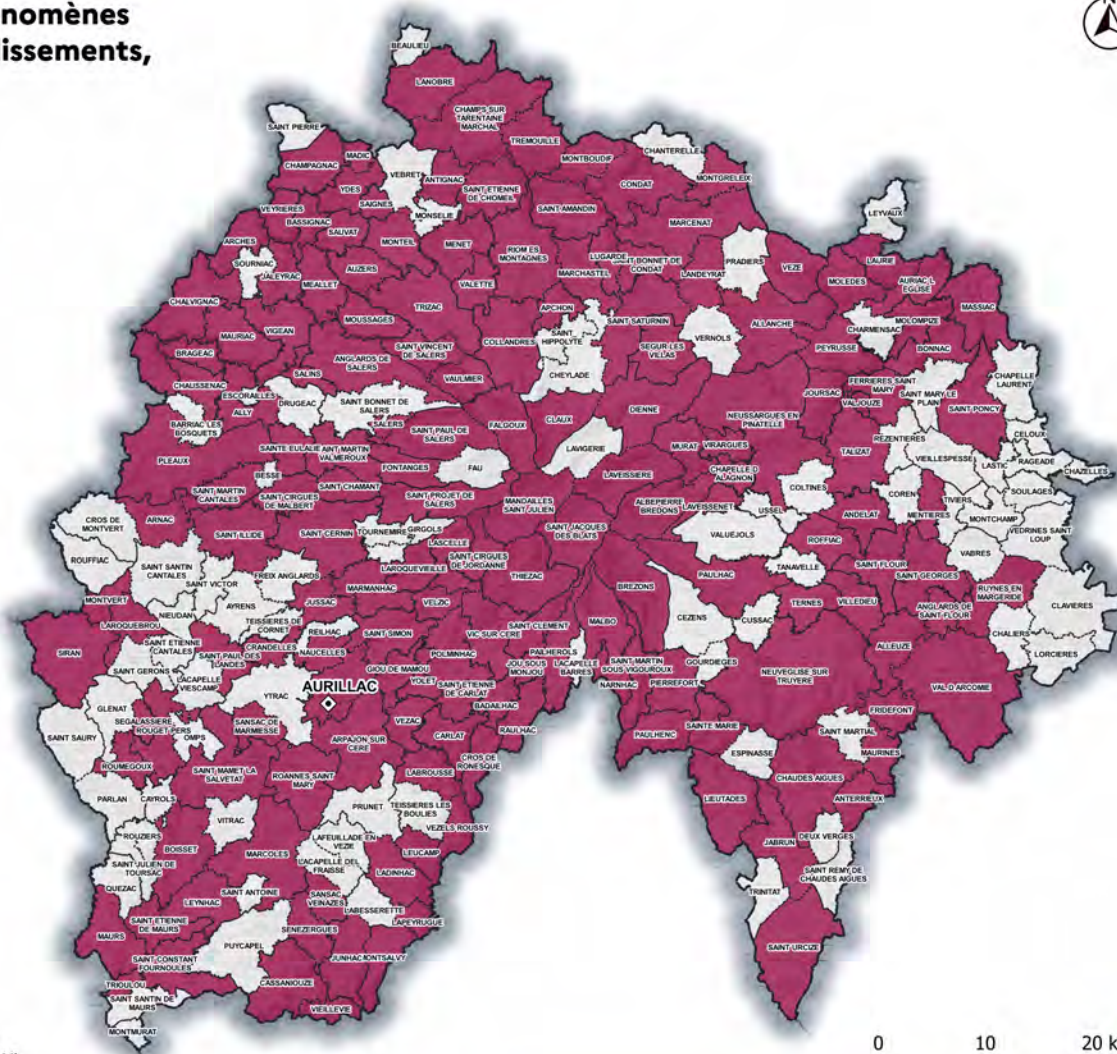 nomènes
issements,
BEAULIEU
LANOBRE
CHAMPS SUR
TARENTAINE
MARCHAL
SAINT PIERRE
TREMOUILLE
CHANTERELLE
MADIC
MONTBOUDIF
CHAMPAGNAC
VEBRET
ANTIGNAC
MONTGRELEIX
YDES
SAINT ETIENNE
DE CHOMEIL
CONDAT
SAIGNES
VEYRIERES
MONSELIE
SAINT AMANDIN
LEYVAUX
BASSIGNAC
MARCENAT
SAUVAT
ARCHES
MONTEIL
MENET
RIOM ES
MONTAGNES
LUGARDE
SAINT BONNET DE
CONDAT
PRADIERS
LAURIE
SOURNIAC
AUZERS
MARCHASTEL
LANDEYRAT
VEZE
JALEYRAC
MEALLET
VALETTE
MOLEDES
AURIAC L
EGLISE
CHALVIGNAC
TRIZAC
APCHON
MASSIAC
MOUSSAGES
SAINT SATURNIN
ALLANCHE
MOLOMPIZE
MAURIAC
VIGEAN
SAINT
HIPPOLYTE
VERNOLS
CHARMENSAC
COLLANDRES
SEGUR LES
VILLAS
PEYRUSSE
BONNAC
BRAGEAC
ANGLARDS DE
SALERS
SAINT VINCENT
DE SALERS
SALINS
CHEYLADE
CHAPELLE
LAURENT
CHAUSSENAC
VAULMIER
FERRIERES SAINT
MARY
ESCORAILLES
DRUGEAC
SAINT BONNET DE
SALERS
JOURSAC
VALJOUZE
SAINT MARY LE
PLAIN
ALLY
SAINT PONCY
BARRIAC LES
BOSQUETS
SALERS
DIENNE
NEUSSARGUES EN
PINATELLE
SAINT PAUL DE
SALERS
FALGOUX
CLAUX
CELOUX
REZENTIERES
PLEAUX
SAINTE EULALIE
AINT MARTIN
VALMEROUX
LAVIGERIE
MURAT
VIRARGUES
TALIZAT
VIEILLESPESSE
RAGEADE
LASTIC
CHAZELLES
BESSE
FONTANGES
FAU
LAVEISSIERE
CHAPELLE D
ALAGNON
SAINT MARTIN
CANTALES
SAINT CHAMANT
SAINT CIRGUES
DE MALBERT
SAINT PROJET DE
SALERS
COLTINES
COREN
TIVIERS
SOULAGES
MANDAILLES
SAINT JULIEN
ALBEPIERRE
BREDONS
LAVEISSENET
USSEL
MENTIERES
CROS DE
MONTVERT
ARNAC
ANDELAT
MONTCHAMP
TOURNEMIRE
GIRGOLS
SAINT JACQUES
DES BLATS
VEDRINES SAINT
LOUP
SAINT ILLIDE
SAINT CERNIN
VALUEJOLS
ROFFIAC
LASCELLE
VABRES
ROUFFIAC
SAINT SANTIN
CANTALES
LAROQUEVIEILLE
SAINT CIRGUES
DE JORDANNE
SAINT FLOUR
TANAVELLE
SAINT VICTOR
FREIX ANGLARDS
THIEZAC
PAULHAC
SAINT GEORGES
MARMANHAC
BREZONS
RUYNES EN
MARGERIDE
MONTVERT
AYRENS
JUSSAC
VELZIC
TERNES
VILLEDIEU
CLAVIERES
NIEUDAN
ANGLARDS DE
SAINT FLOUR
LAROQUEBROU
TEISSIERES DE
CORNET
REILHAC
SAINT SIMON
SAINT CLEMENT
MALBO
CEZENS
CUSSAC
VIC SUR CERE
CHALIERS
SAINT ETIENNE
CANTALES
CRANDELLES
NAUCELLES
PAILHEROLS
ALLEUZE
SIRAN
SAINT PAUL DES
LANDES
POLMINHAC
LORCIERES
GOURDIEGES
SAINT GERONS
GIOU DE MAMOU
JOU SOUS
MONJOU
LACAPELLE
BARRES
SAINT MARTIN
SOUS VIGOUROUX
LACAPELLE
VIESCAMP
YOLET
NEUVEGLISE SUR
TRUYERE
YTRAC
AURILLAC
SAINT ETIENNE
DE CARLAT
NARNHAC
PIERREFORT
VAL D ARCOMIE
GLENAT
BADAILHAC
FRIDEFONT
SEGALASSIERE
ROUGET PERS
SANSAC DE
MARMIESSE
VEZAC
SAINTE MARIE
SAINT MARTIAL
SAINT SAURY
OMPS
CARLAT
RAULHAC
PAULHENC
ARPAJON SUR
CERE
ESPINASSE
MAURINES
ROUMEGOUX
CROS DE
RONESQUE
SAINT MAMET LA
SALVETAT
ROANNES SAINT
MARY
LABROUSSE
CHAUDES AIGUES
PARLAN
CAYROLS
LIEUTADES
ANTERRIEUX
PRUNET
TEISSIERES LES
BOULIES
VITRAC
VEZELS ROUSSY
ROUZIERS
LAFEUILLADE EN
VEZIE
DEUX VERGES
BOISSET
JABRUN
MARCOLES
LEUCAMP
SAINT JULIEN DE
TOURSAC
LACAPELLE DEL
FRAISSE
LADINHAC
SAINT REMY DE
CHAUDES AIGUES
QUEZAC
SAINT ANTOINE
TRINITAT
LEYNHAC
SANSAC
VEINAZES
LABESSERETTE
SAINT ETIENNE
DE MAURS
LAPEYRUGUE
MAURS
SENEZERGUES
PUYCAPEL
SAINT URCIZE
SAINT CONSTANT
FOURNOULES
JUNHAC
MONTSALVY
TRIOULOU
CASSANIOUZE
SAINT SANTIN DE
MAURS
VIEILLEVIE
MONTMURAT
0 10 20 k